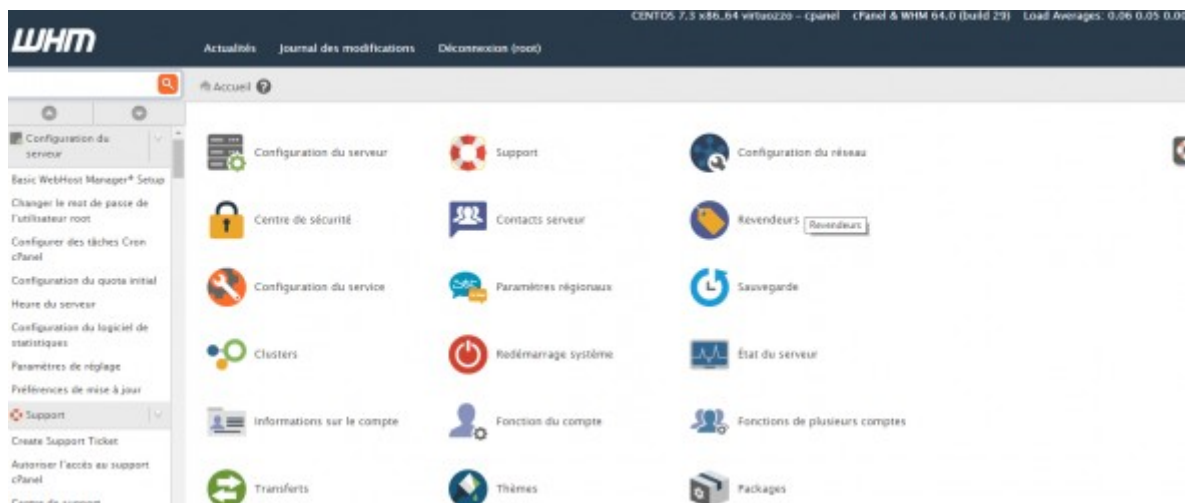 CENTOS 7.3 x86_64 virtuozzo – cpanel cPanel & WHM 64.0 (build 29) Load Averages: 0.06 0.05 0.00
WHM
Actualités Journal des modifications Déconnexion (root)
Accueil
Configuration du
serveur
Basic WebHost Manager® Setup
Changer le mot de passe de
l'utilisateur root
Configurer des tâches Cron
cPanel
Configuration du quota initial
Heure du serveur
Configuration du logiciel de
statistiques
Paramètres de réglage
Préférences de mise à jour
Support
Create Support Ticket
Autoriser l'accès au support
cPanel
Centre de support
Configuration du serveur
Support
Configuration du réseau
Centre de sécurité
Contacts serveur
Revendeurs
Revendeurs
Configuration du service
Paramètres régionaux
Sauvegarde
Clusters
Redémarrage système
État du serveur
Informations sur le compte
Fonction du compte
Fonctions de plusieurs comptes
Transferts
Thèmes
Packages